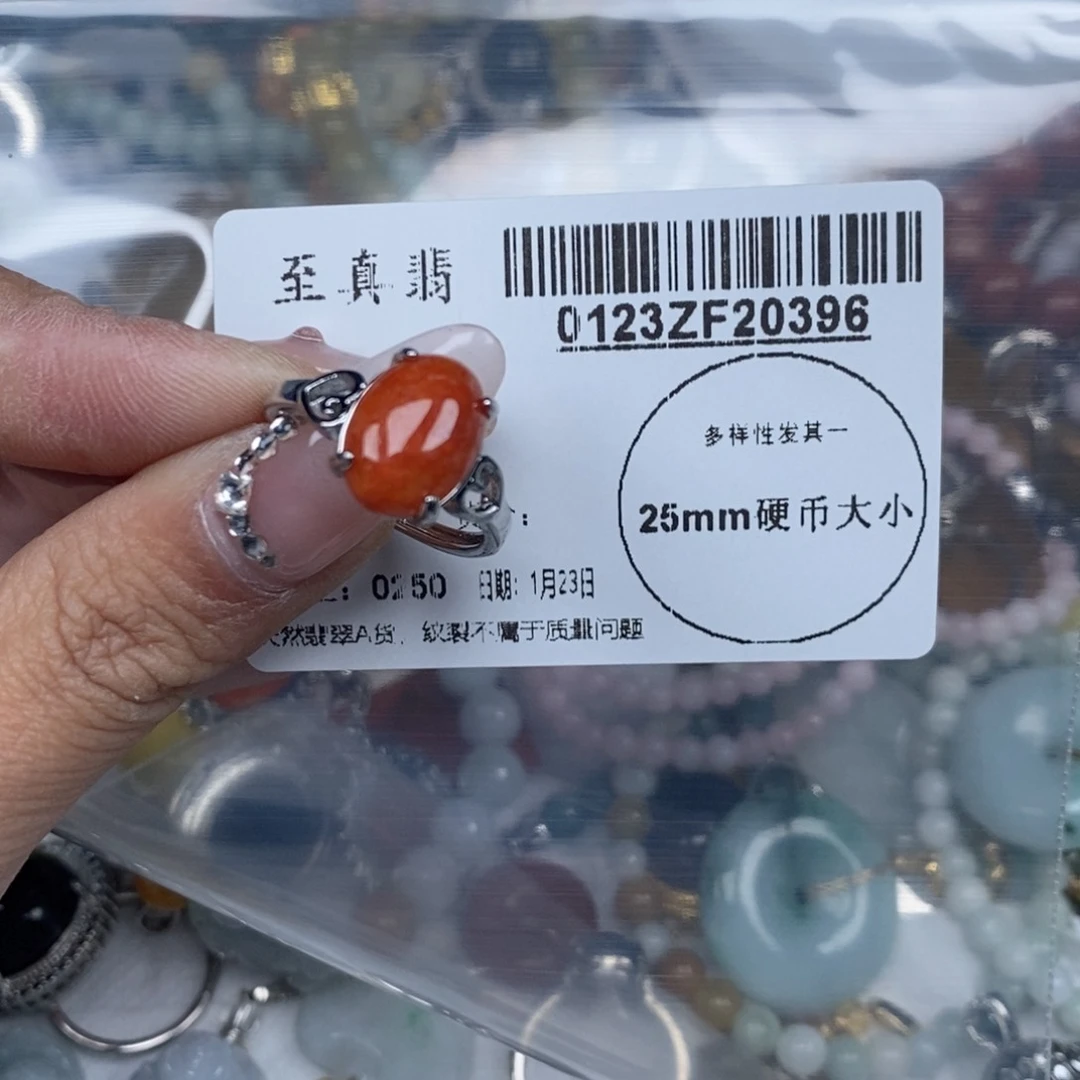 至真翡
0123ZF20396
多样性发其一
25mm硬币大小
：
：0250 日期：1月23日
天然翡翠A货，纹裂不属于质量问题